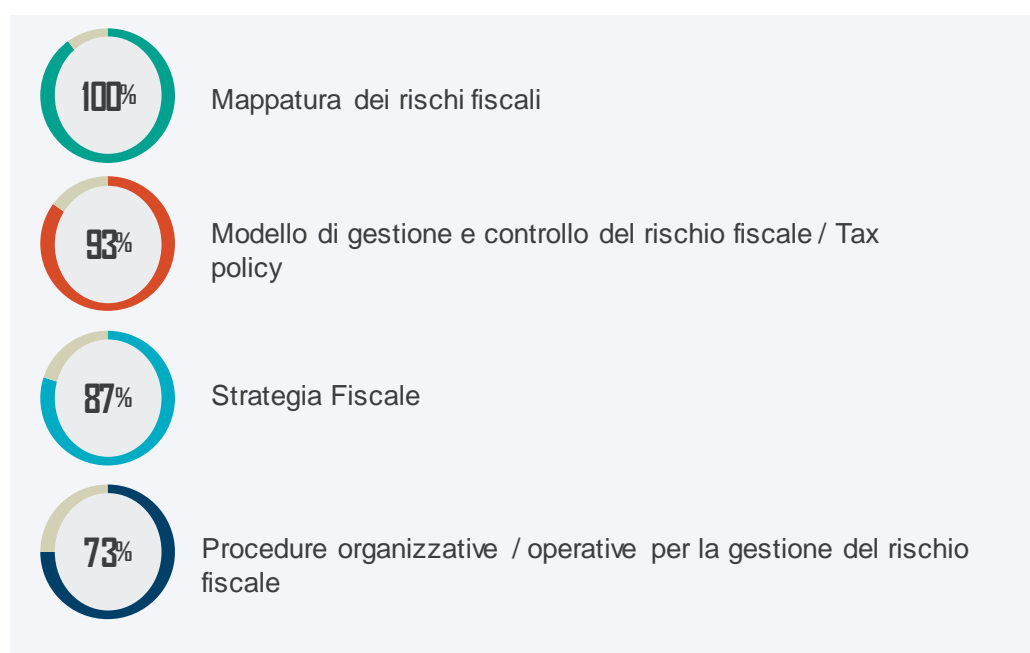 100%
Mappatura dei rischi fiscali
93%
Modello di gestione e controllo del rischio fiscale / Tax
policy
87%
Strategia Fiscale
73%
Procedure organizzative / operative per la gestione del rischio
fiscale